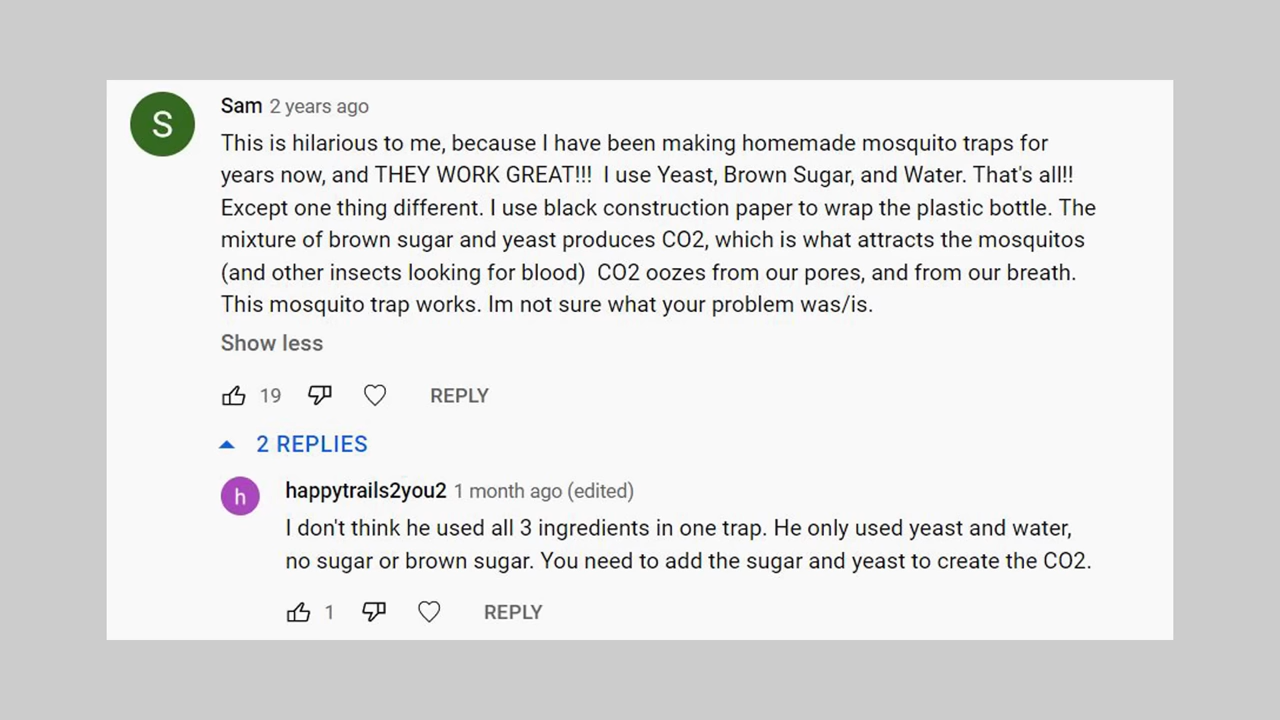 S
Sam 2 years ago
This is hilarious to me, because I have been making homemade mosquito traps for
years now, and THEY WORK GREAT!!!  I use Yeast, Brown Sugar, and Water. That's all!!
Except one thing different. I use black construction paper to wrap the plastic bottle. The
mixture of brown sugar and yeast produces CO2, which is what attracts the mosquitos
(and other insects looking for blood)  CO2 oozes from our pores, and from our breath.
This mosquito trap works. Im not sure what your problem was/is.
Show less
19 REPLY
2 REPLIES
h
happytrails2you2 1 month ago (edited)
I don't think he used all 3 ingredients in one trap. He only used yeast and water,
no sugar or brown sugar. You need to add the sugar and yeast to create the CO2.
1 REPLY